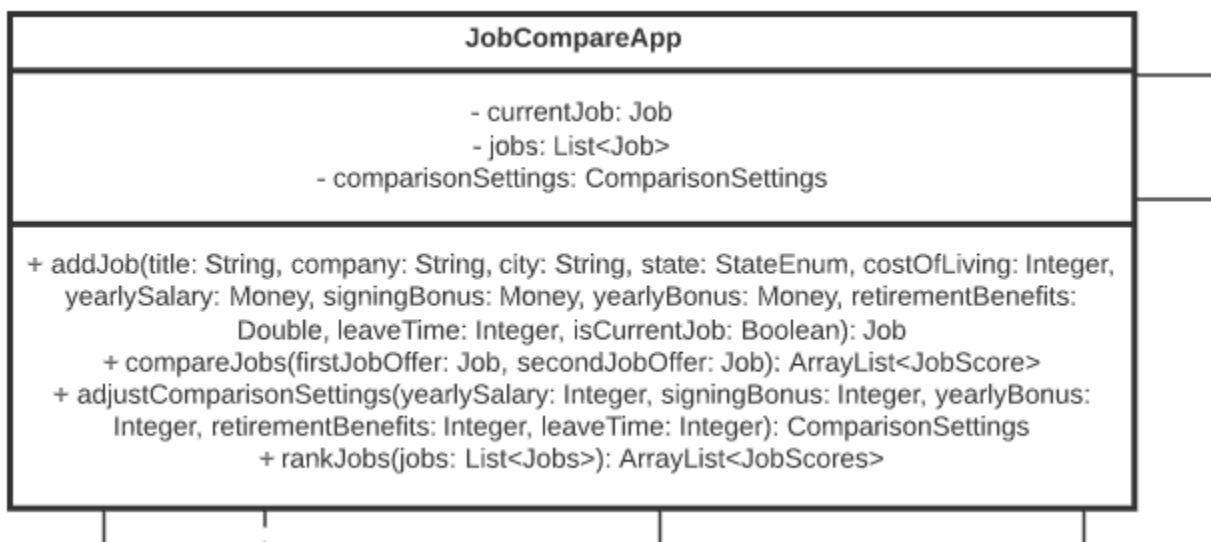 JobCompareApp
- currentJob: Job
- jobs: List<Job>
- comparisonSettings: ComparisonSettings
+ addJob(title: String, company: String, city: String, state: StateEnum, costOfLiving: Integer,
yearlySalary: Money, signingBonus: Money, yearlyBonus: Money, retirementBenefits:
Double, leaveTime: Integer, isCurrentJob: Boolean): Job
+ compareJobs(firstJobOffer: Job, secondJobOffer: Job): ArrayList<JobScore>
+ adjustComparisonSettings(yearlySalary: Integer, signingBonus: Integer, yearlyBonus:
Integer, retirementBenefits: Integer, leaveTime: Integer): ComparisonSettings
+ rankJobs(jobs: List<Jobs>): ArrayList<JobScores>